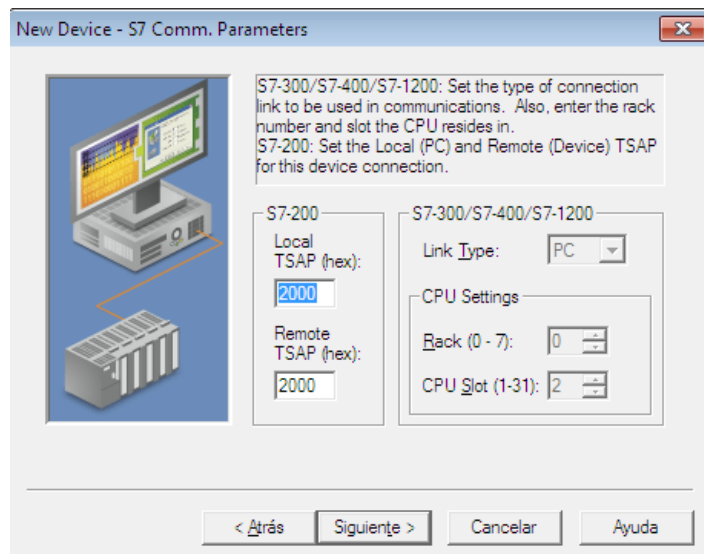 New Device - S7 Comm. Parameters
S7-300/S7-400/S7-1200: Set the type of connection
link to be used in communications. Also, enter the rack
number and slot the CPU resides in.
S7-200: Set the Local (PC) and Remote (Device) TSAP
for this device connection.
S7-200
Local
TSAP (hex):
2000
Remote
TSAP (hex):
2000
S7-300/S7-400/S7-1200
Link Type: PC
CPU Settings
Rack (0 - 7): 0
CPU Slot (1-31): 2
< Atrás Siguiente > Cancelar Ayuda